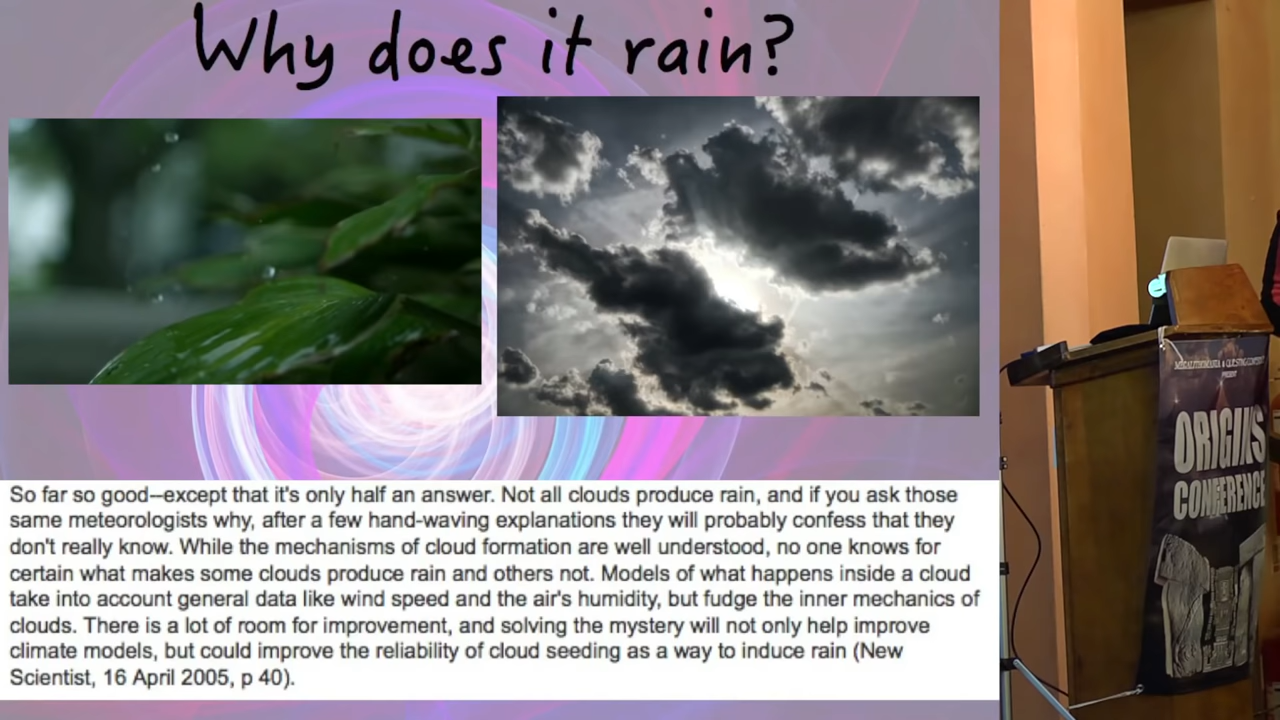 Why does it rain?
So far so good—except that it's only half an answer. Not all clouds produce rain, and if you ask those
same meteorologists why, after a few hand-waving explanations they will probably confess that they
don't really know. While the mechanisms of cloud formation are well understood, no one knows for
certain what makes some clouds produce rain and others not. Models of what happens inside a cloud
take into account general data like wind speed and the air's humidity, but fudge the inner mechanics of
clouds. There is a lot of room for improvement, and solving the mystery will not only help improve
climate models, but could improve the reliability of cloud seeding as a way to induce rain (New
Scientist, 16 April 2005, p 40).
PRESENT
ORIGINS
CONFERENCE